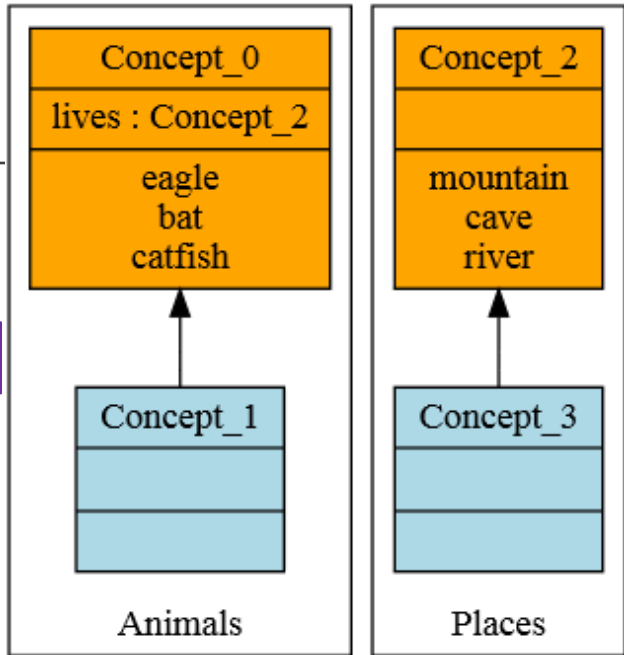 Concept_0
lives : Concept_2
eagle
bat
catfish
Concept_1
Animals
Concept_2
mountain
cave
river
Concept_3
Places